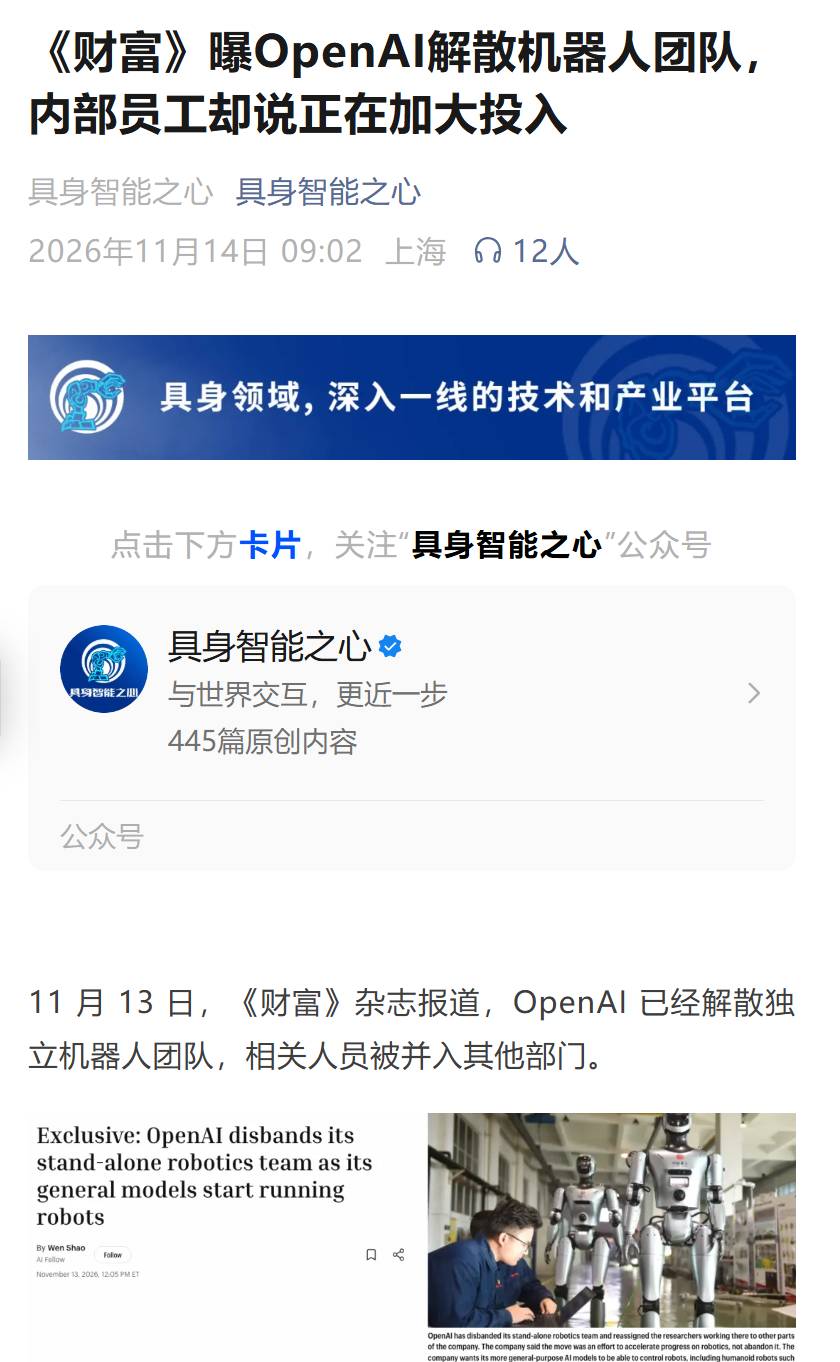 《财富》曝OpenAI解散机器人团队，
内部员工却说正在加大投入
具身智能之心 具身智能之心
2026年11月14日 09:02 上海 12人
具身领域, 深入一线的技术和产业平台
点击下方卡片，关注“具身智能之心”公众号
具身智能之心
具身智能之心
与世界交互，更近一步
445篇原创内容
公众号
11 月 13 日，《财富》杂志报道，OpenAI 已经解散独
立机器人团队，相关人员被并入其他部门。
Exclusive: OpenAI disbands its
stand-alone robotics team as its
general models start running
robots
By Wen Shao
AI Fellow
Follow
November 13, 2026, 12:05 PM ET
OpenAI has disbanded its stand-alone robotics team and reassigned the researchers working there to other parts
of the company. The company said the move was an effort to accelerate progress on robotics, not abandon it. The
company wants its more general-purpose AI models to be able to control robots, including humanoid robots such